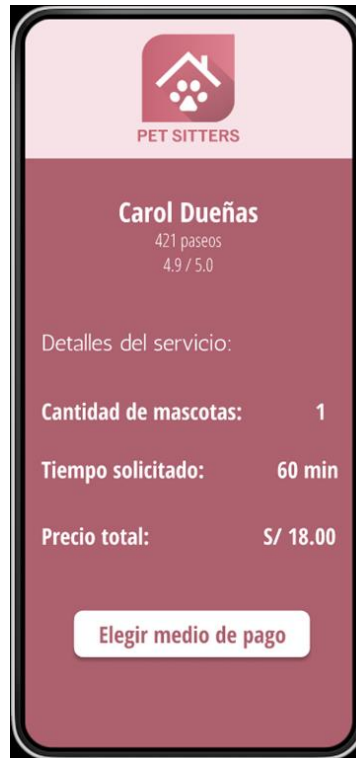 PET SITTERS
Carol Dueñas
421 paseos
4.9 / 5.0
Detalles del servicio:
Cantidad de mascotas: 1
Tiempo solicitado: 60 min
Precio total: S/ 18.00
Elegir medio de pago